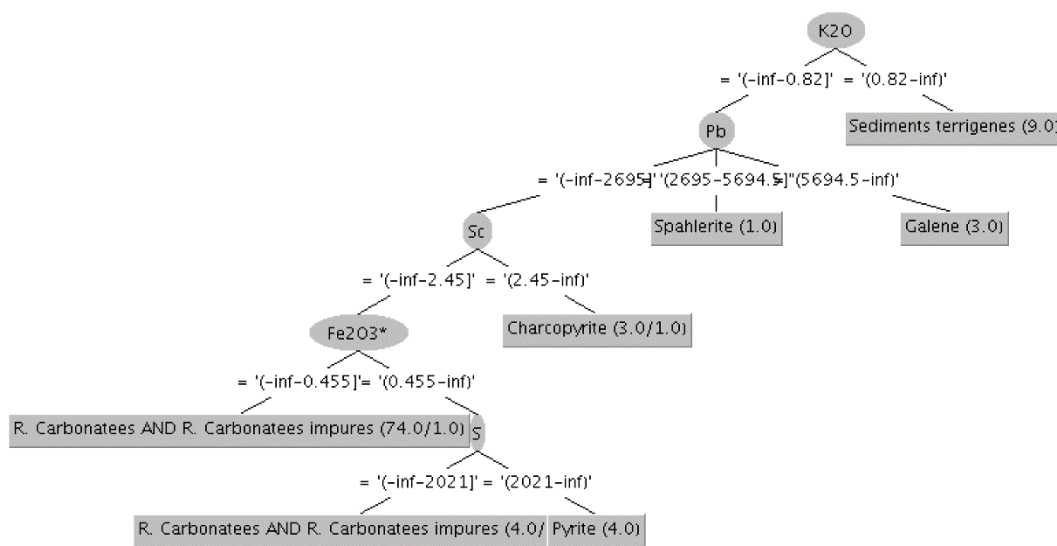 K2O
= '(-inf-0.82]' = '(0.82-inf)'
Pb
Sediments terrigenes (9.0)
= '(-inf-2695]' = '(2695-5694.5]' = '(5694.5-inf)'
Sc
Spahlerite (1.0)
Galene (3.0)
= '(-inf-2.45]' = '(2.45-inf)'
Fe2O3*
Charcopyrite (3.0/1.0)
= '(-inf-0.455]' = '(0.455-inf)'
R. Carbonatees AND R. Carbonatees impures (74.0/1.0)
S
= '(-inf-2021]' = '(2021-inf)'
R. Carbonatees AND R. Carbonatees impures (4.0/
Pyrite (4.0)